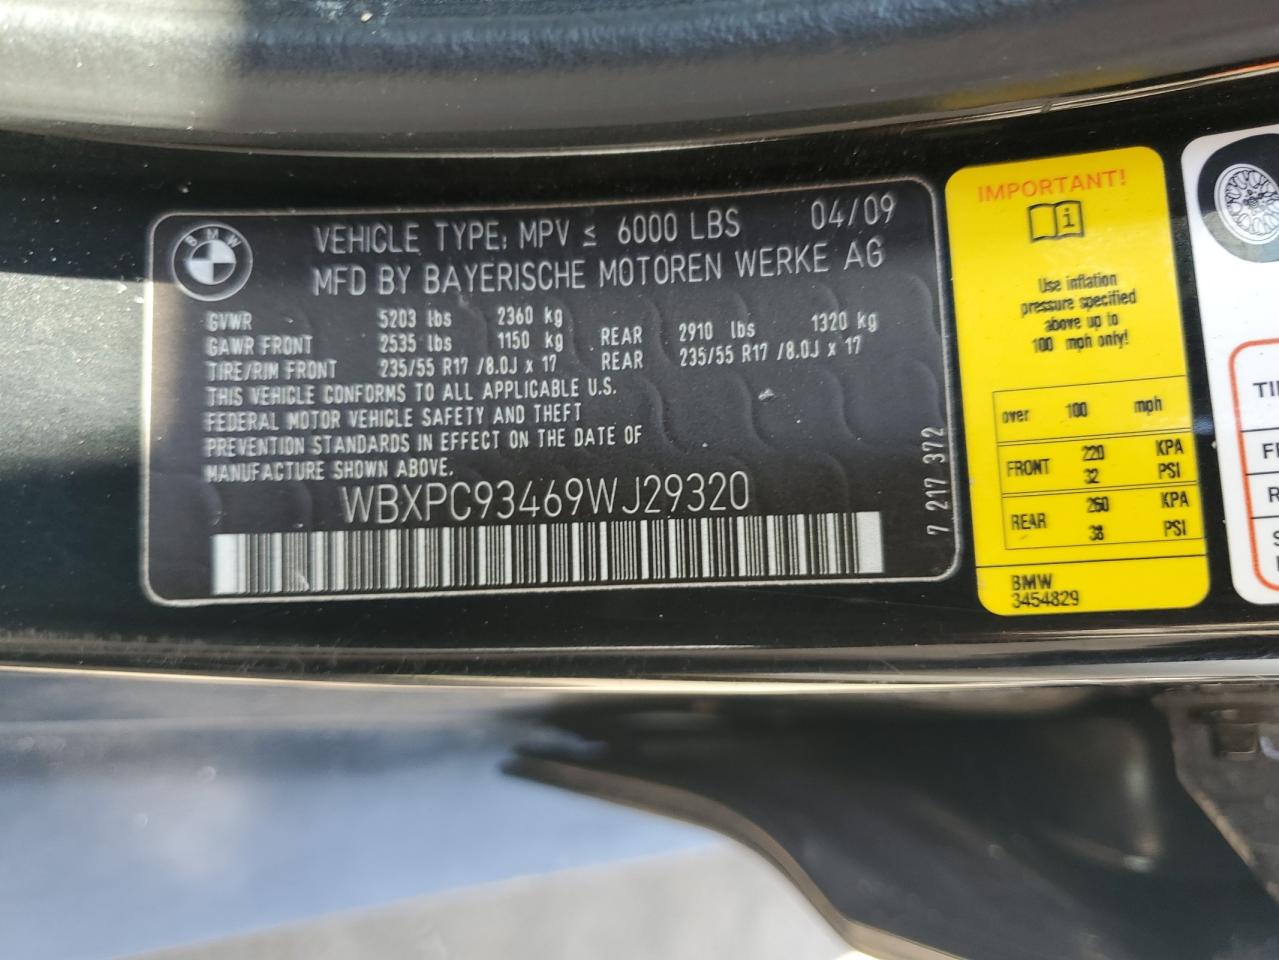 BMW
VEHICLE TYPE: MPV ≤ 6000 LBS 04/09
MFD BY BAYERISCHE MOTOREN WERKE AG
GVWR 5203 lbs 2360 kg
GAWR FRONT 2535 lbs 1150 kg REAR 2910 lbs 1320 kg
TIRE/RIM FRONT 235/55 R17 /8.0J x 17 REAR 235/55 R17 /8.0J x 17
THIS VEHICLE CONFORMS TO ALL APPLICABLE U.S.
FEDERAL MOTOR VEHICLE SAFETY AND THEFT
PREVENTION STANDARDS IN EFFECT ON THE DATE OF
MANUFACTURE SHOWN ABOVE.
WBXPC93469WJ29320
7 217 372
IMPORTANT!
i
Use inflation
pressure specified
above up to
100 mph only!
over 100 mph
FRONT 220 KPA
32 PSI
REAR 260 KPA
38 PSI
BMW
3454829